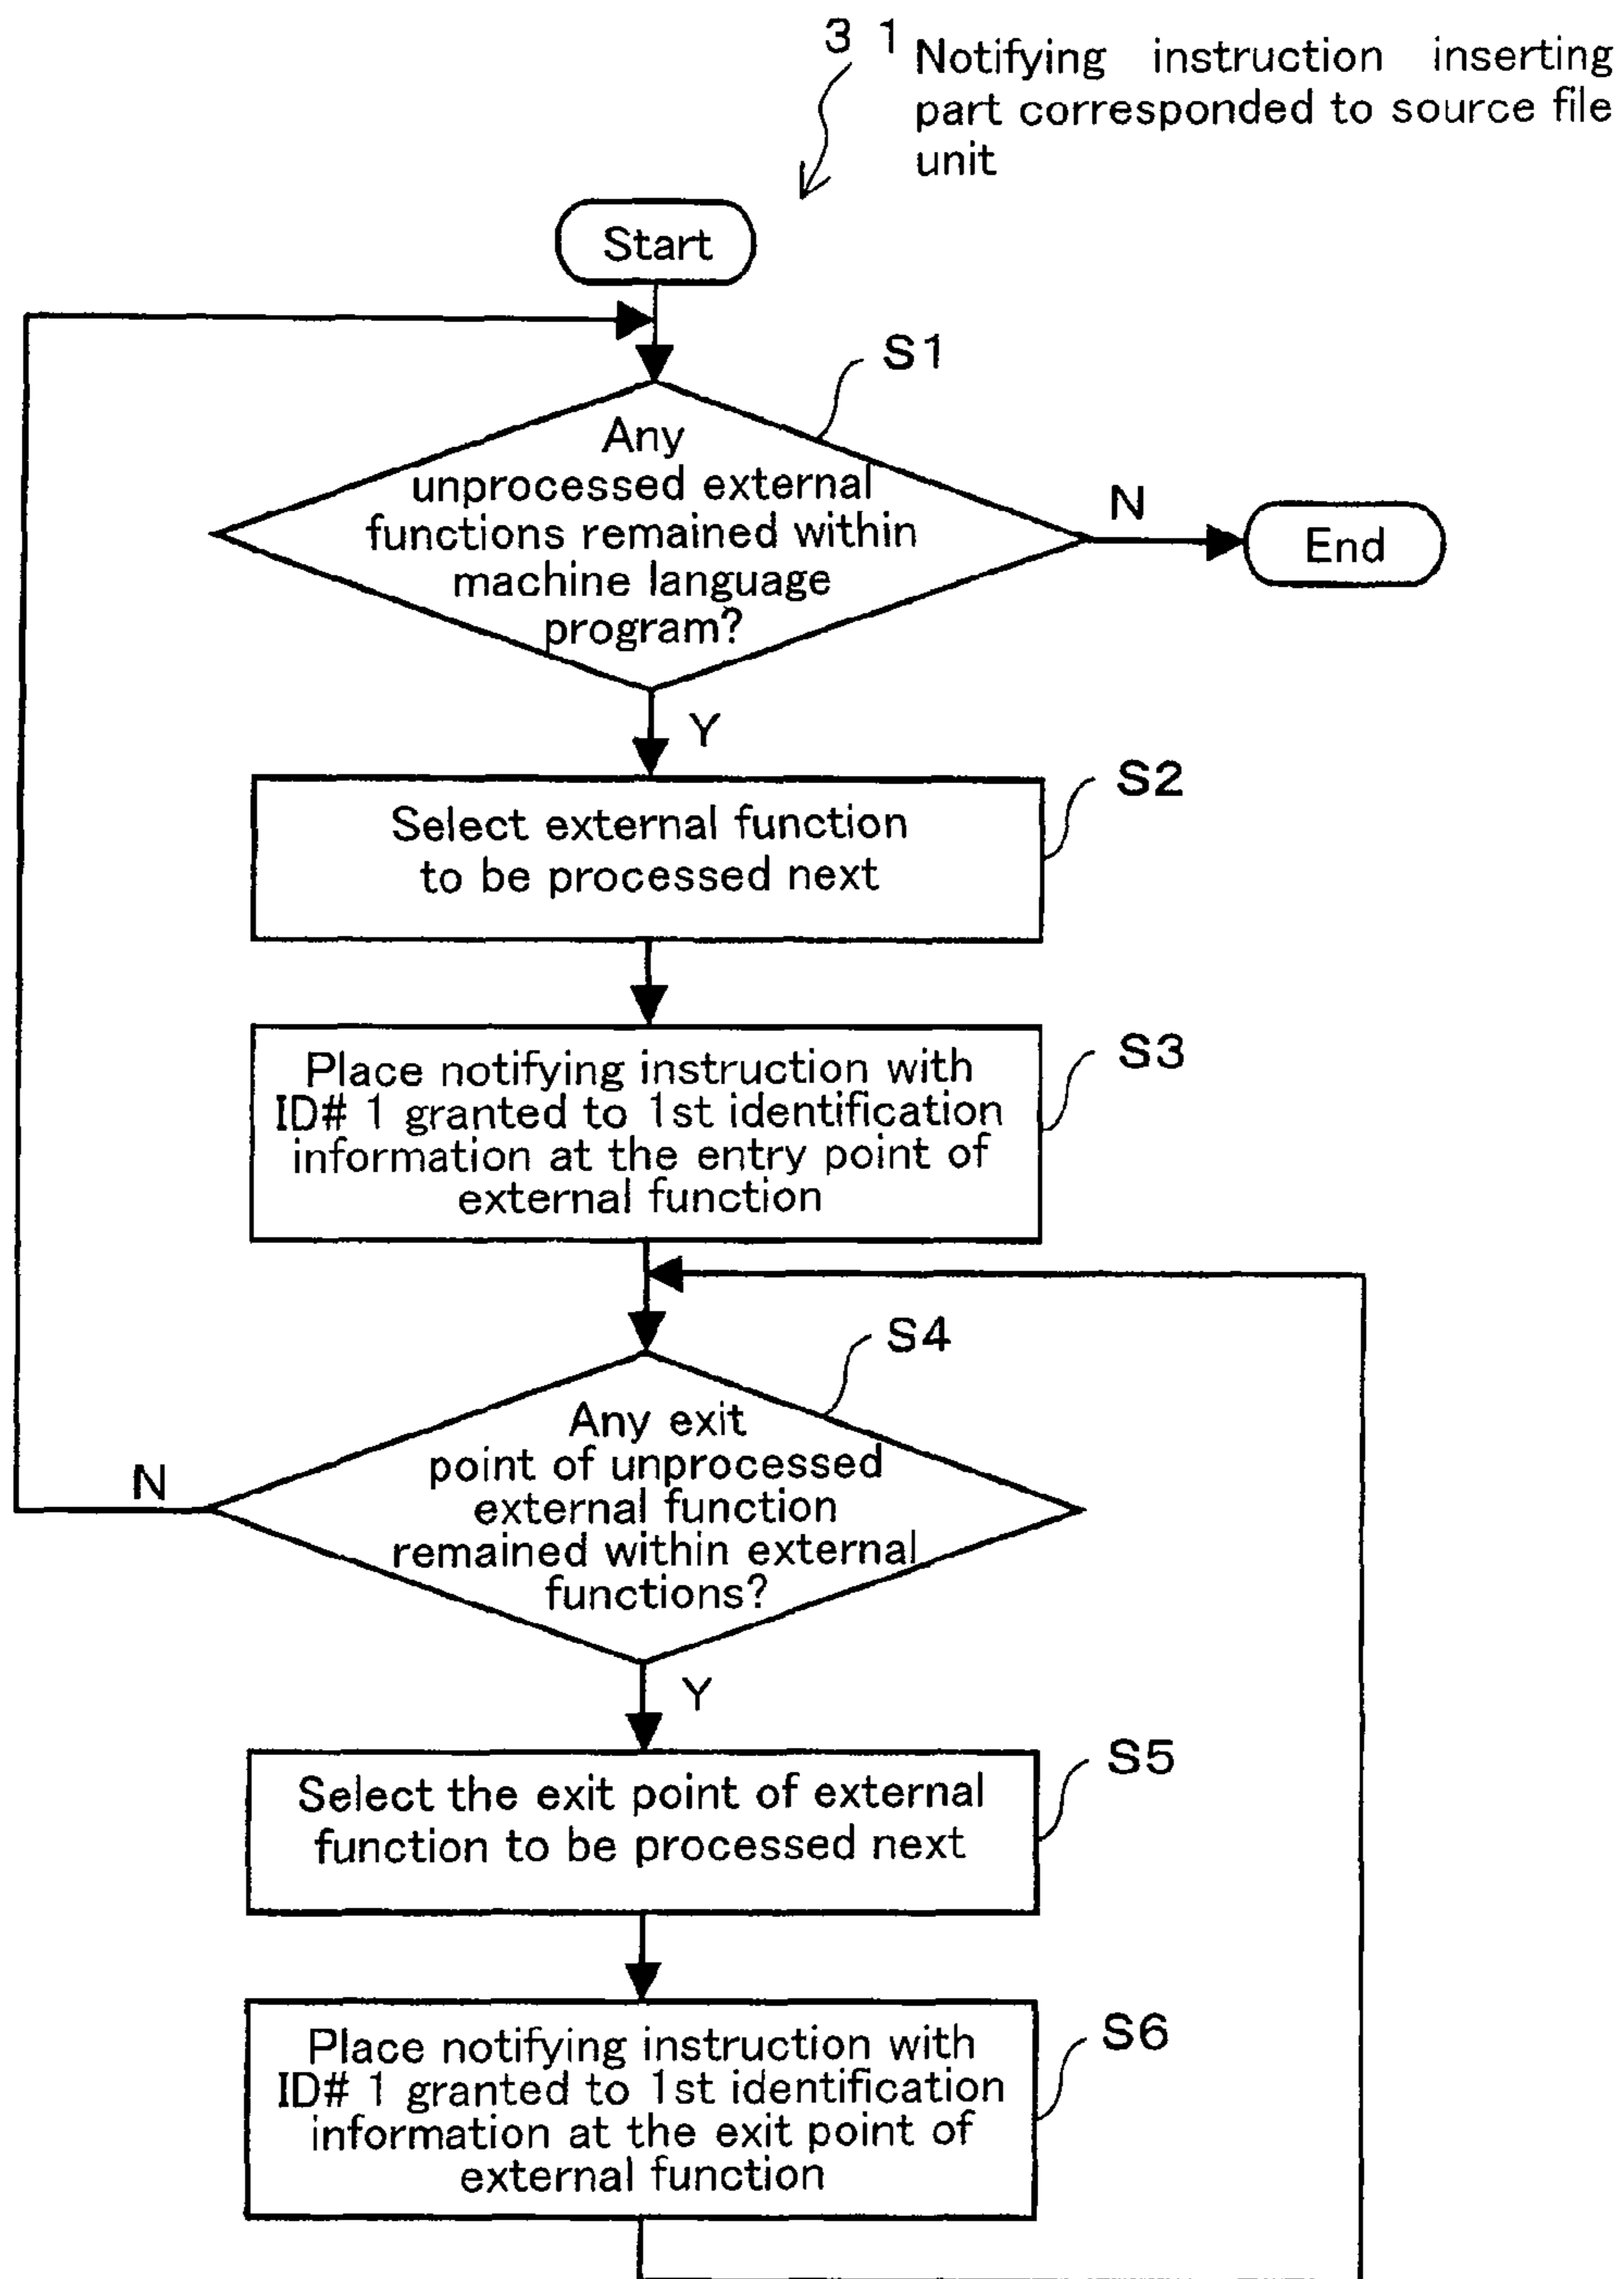 3 1
Notifying instruction inserting
part corresponded to source file
unit
Start
S1
Any
unprocessed external
functions remained within
machine language
program?
N
End
Y
S2
Select external function
to be processed next
S3
Place notifying instruction with
ID# 1 granted to 1st identification
information at the entry point of
external function
S4
Any exit
point of unprocessed
external function
remained within external
functions?
N
Y
S5
Select the exit point of external
function to be processed next
S6
Place notifying instruction with
ID# 1 granted to 1st identification
information at the exit point of
external function